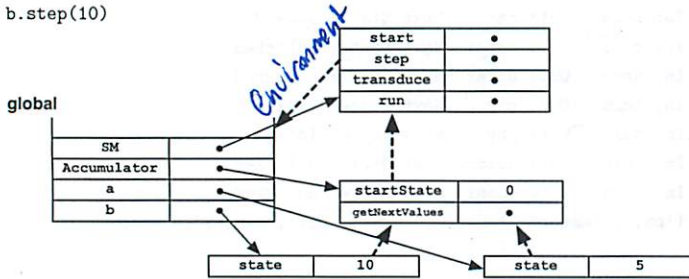 b.step(10)
Environment
start
step
transduce
run
global
SM
Accumulator
a
b
startState 0
getNextValues
state 10
state 5